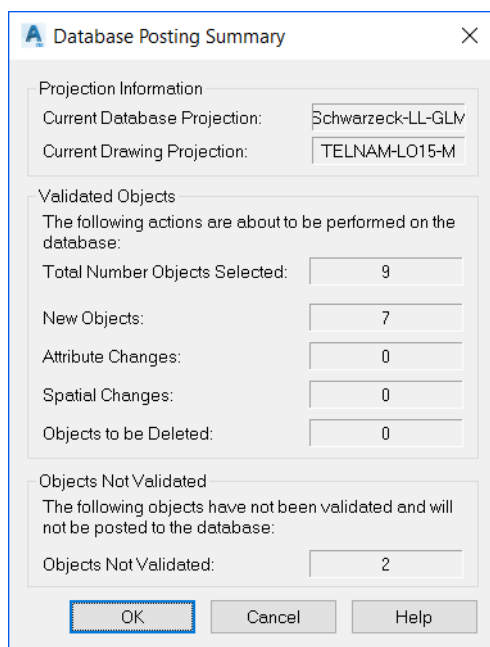 Database Posting Summary
Projection Information
Current Database Projection: Schwarzeck-LL-GLM
Current Drawing Projection: TELNAM-LO15-M
Validated Objects
The following actions are about to be performed on the
database:
Total Number Objects Selected: 9
New Objects: 7
Attribute Changes: 0
Spatial Changes: 0
Objects to be Deleted: 0
Objects Not Validated
The following objects have not been validated and will
not be posted to the database:
Objects Not Validated: 2
OK Cancel Help